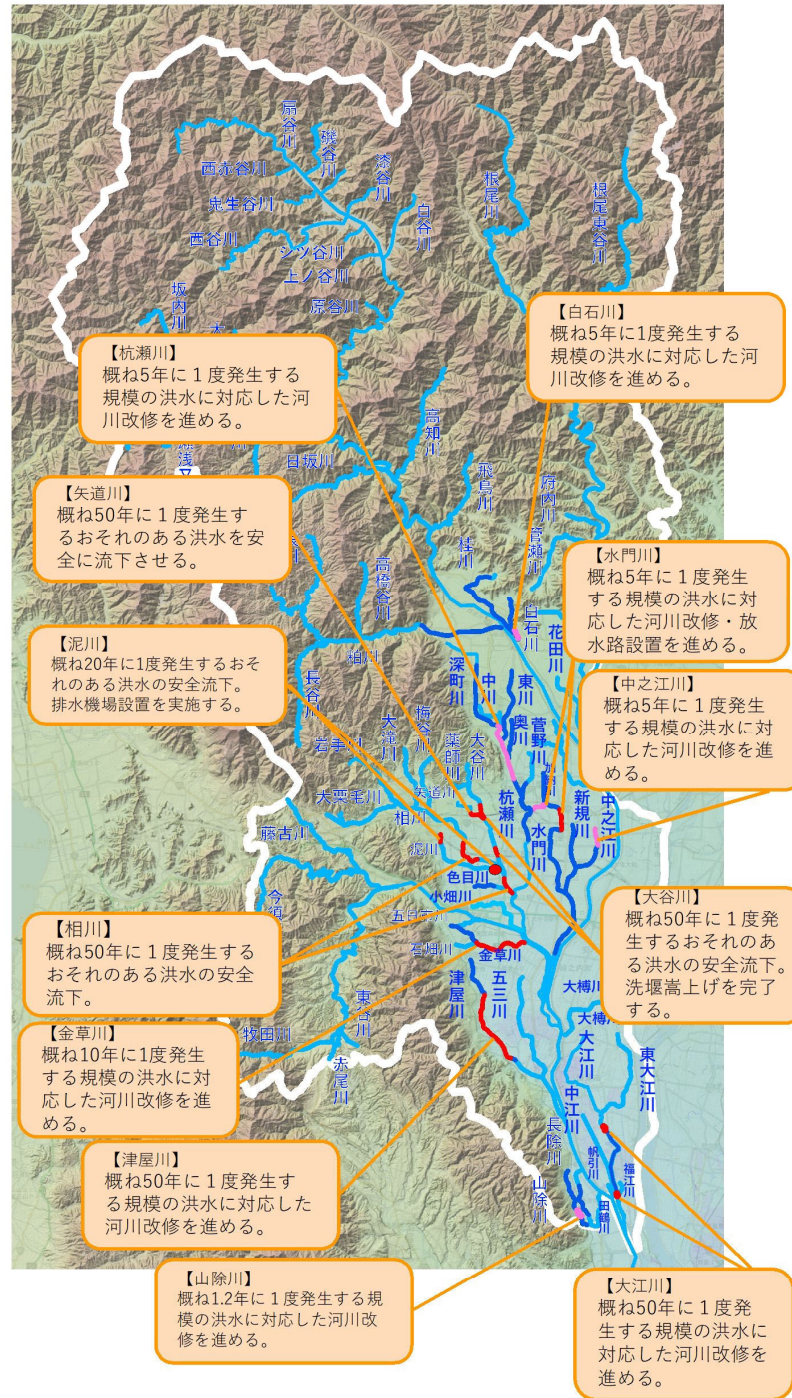 扇谷川
磯谷川
漆谷川
西赤谷川
白谷川
西谷川
シツ谷川
上ノ谷川
原谷川
根尾川
根尾東谷川
坂内川
【白石川】
概ね5年に1度発生する
規模の洪水に対応した河
川改修を進める。
【杭瀬川】
概ね5年に１度発生する
規模の洪水に対応した河
川改修を進める。
高知川
日坂川
飛鳥川
府内川
管瀬川
桂川
【矢道川】
概ね50年に１度発生す
るおそれのある洪水を安
全に流下させる。
高橋谷川
【水門川】
概ね5年に１度発生
する規模の洪水に対
応した河川改修・放
水路設置を進める。
白石川
花田川
粕川
長谷川
【泥川】
概ね20年に1度発生するおそ
れのある洪水の安全流下。
排水機場設置を実施する。
深町川
中川
東川
奥川
菅野川
【中之江川】
概ね5年に１度発生
する規模の洪水に対
応した河川改修を進
める。
岩手川
大滝川
梅谷川
薬師川
大谷川
矢道川
大栗毛川
相川
杭瀬川
水門川
新規川
中之江川
藤古川
泥川
色目川
小畑川
【相川】
概ね50年に１度発生する
おそれのある洪水の安全
流下。
【大谷川】
概ね50年に１度発
生するおそれのあ
る洪水の安全流下。
洗堰嵩上げを完了
する。
金草川
津屋川
五三川
大榑川
大榑川
【金草川】
概ね10年に1度発生
する規模の洪水に対
応した河川改修を進
める。
牧田川
東谷川
赤尾川
大江川
東大江川
中江川
長除川
【津屋川】
概ね50年に１度発生す
る規模の洪水に対応した
河川改修を進める。
山除川
帆引川
福江川
田鶴川
【山除川】
概ね1.2年に１度発生する規
模の洪水に対応した河川改
修を進める。
【大江川】
概ね50年に１度発
生する規模の洪水に
対応した河川改修を
進める。